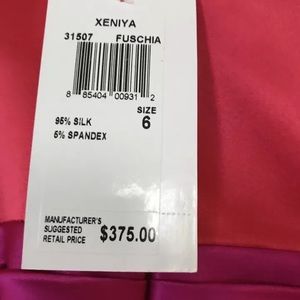 XENIYA
31507 FUSCHIA
8 85404 00931 2
SIZE
95% SILK 6
5% SPANDEX
MANUFACTURER'S
SUGGESTED
RETAIL PRICE $375.00